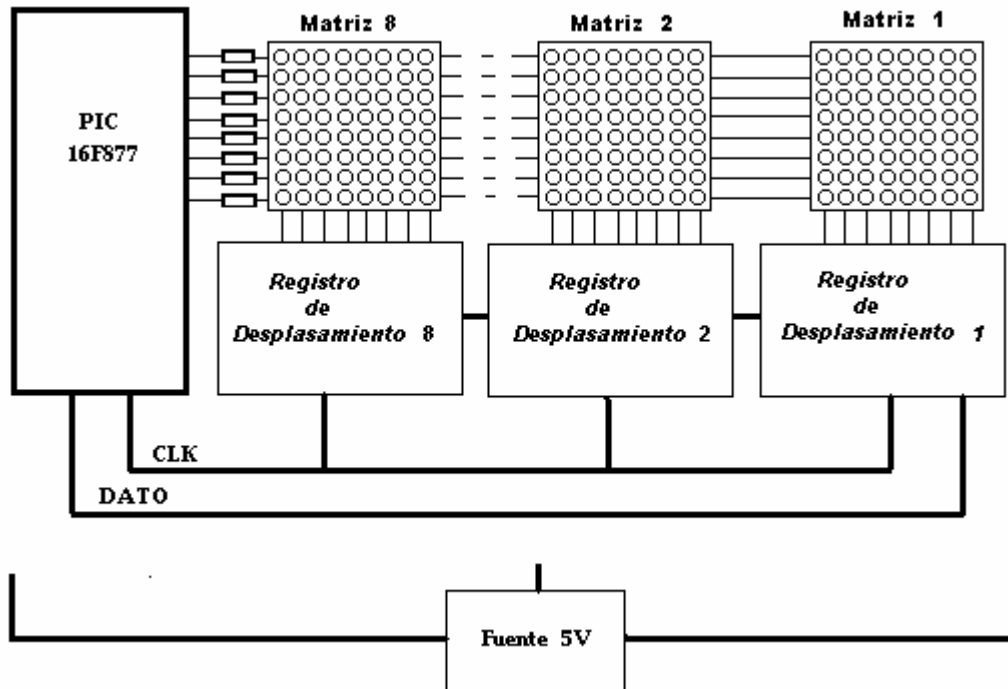 Matriz 8
Matriz 2
Matriz 1
PIC
16F877
Registro
de
Desplasamiento 8
Registro
de
Desplasamiento 2
Registro
de
Desplasamiento 1
CLK
DATO
Fuente 5V